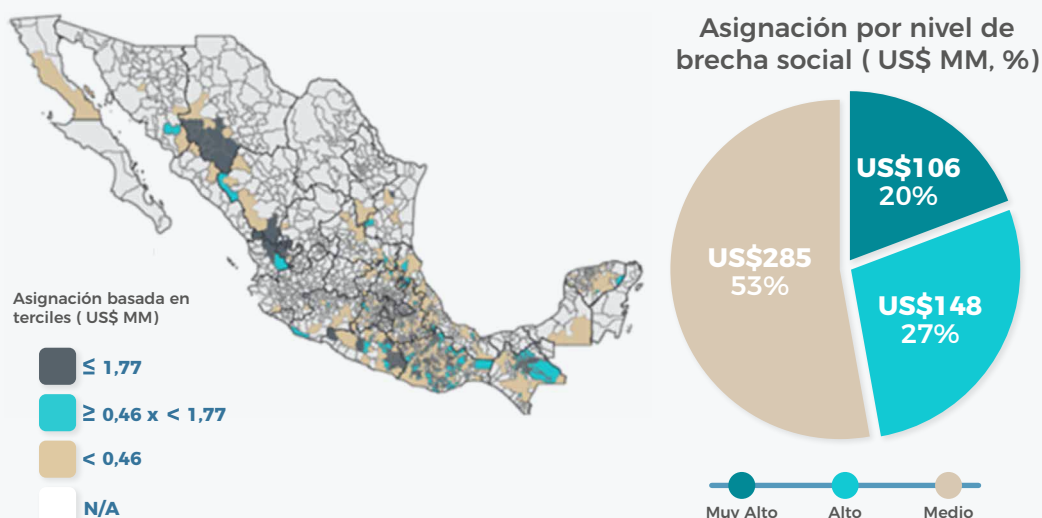 Asignación por nivel de
brecha social ( US$ MM, %)
US$106
20%
US$285
53%
US$148
27%
Asignación basada en
terciles ( US$ MM)
≤ 1,77
≥ 0,46 x < 1,77
< 0,46
N/A
Muy Alto
Alto
Medio